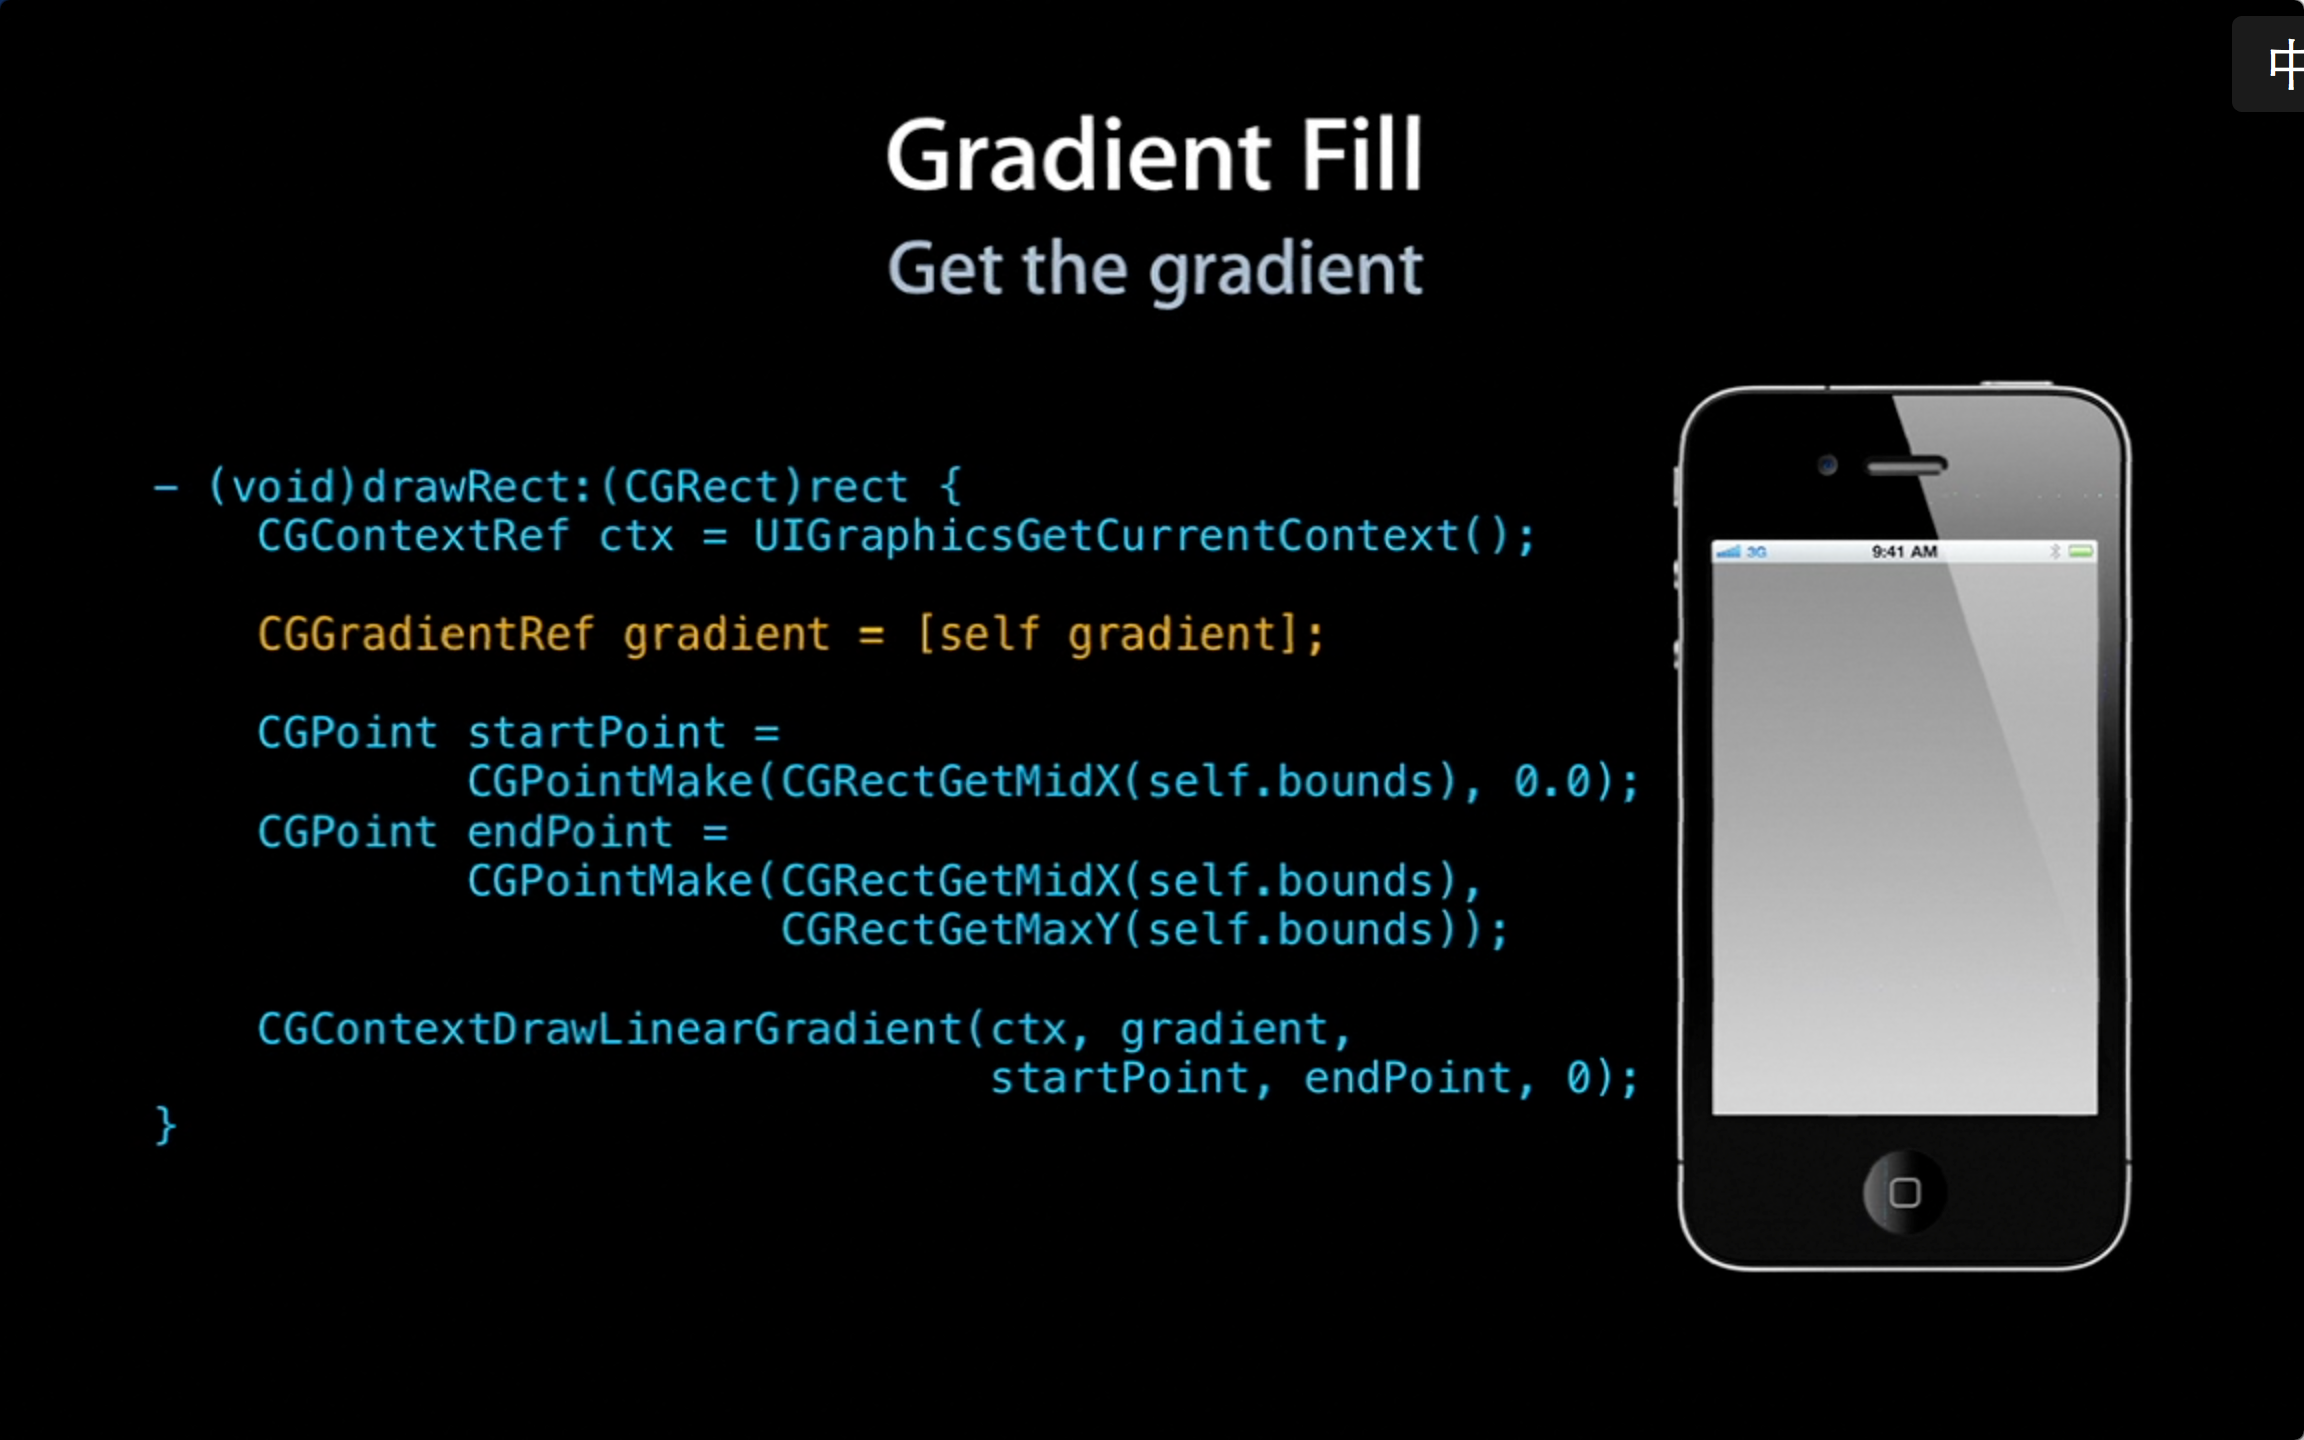 中
Gradient Fill
Get the gradient
– (void)drawRect:(CGRect)rect {
CGContextRef ctx = UIGraphicsGetCurrentContext();
CGGradientRef gradient = [self gradient];
CGPoint startPoint =
CGPointMake(CGRectGetMidX(self.bounds), 0.0);
CGPoint endPoint =
CGPointMake(CGRectGetMidX(self.bounds),
CGRectGetMaxY(self.bounds));
CGContextDrawLinearGradient(ctx, gradient,
startPoint, endPoint, 0);
}
3G 9:41 AM